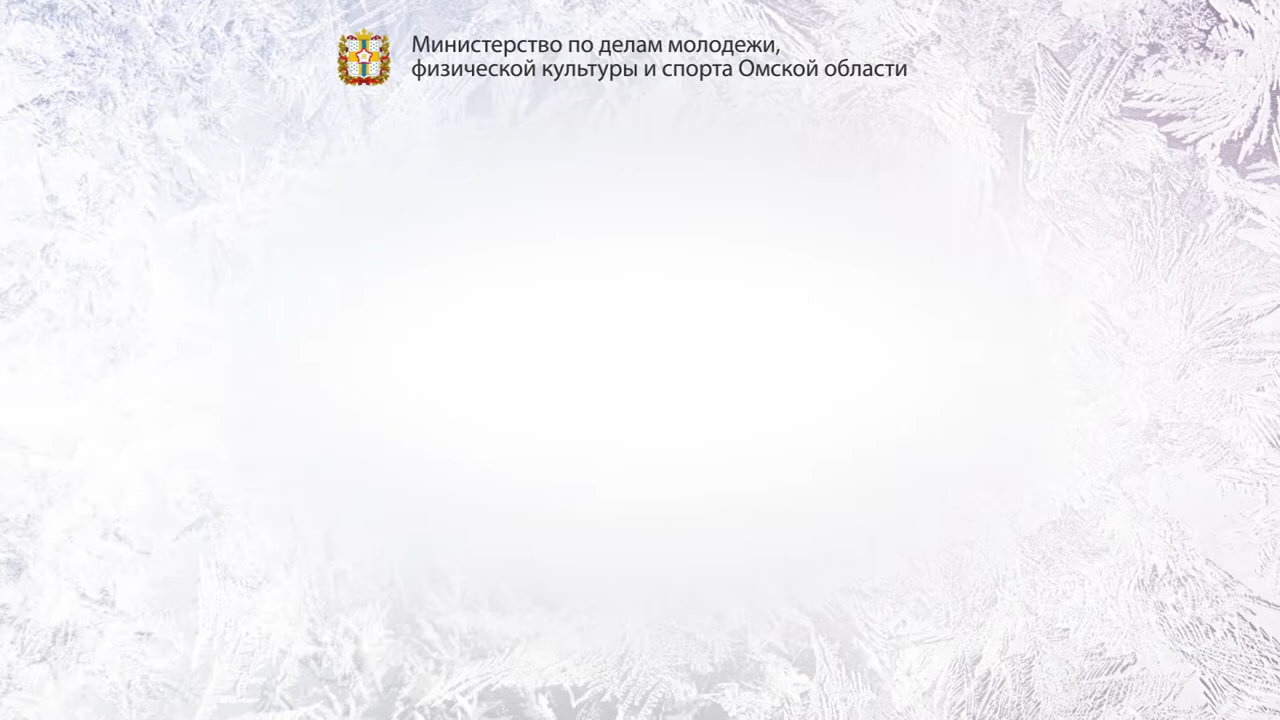 Министерство по делам молодежи,
физической культуры и спорта Омской области